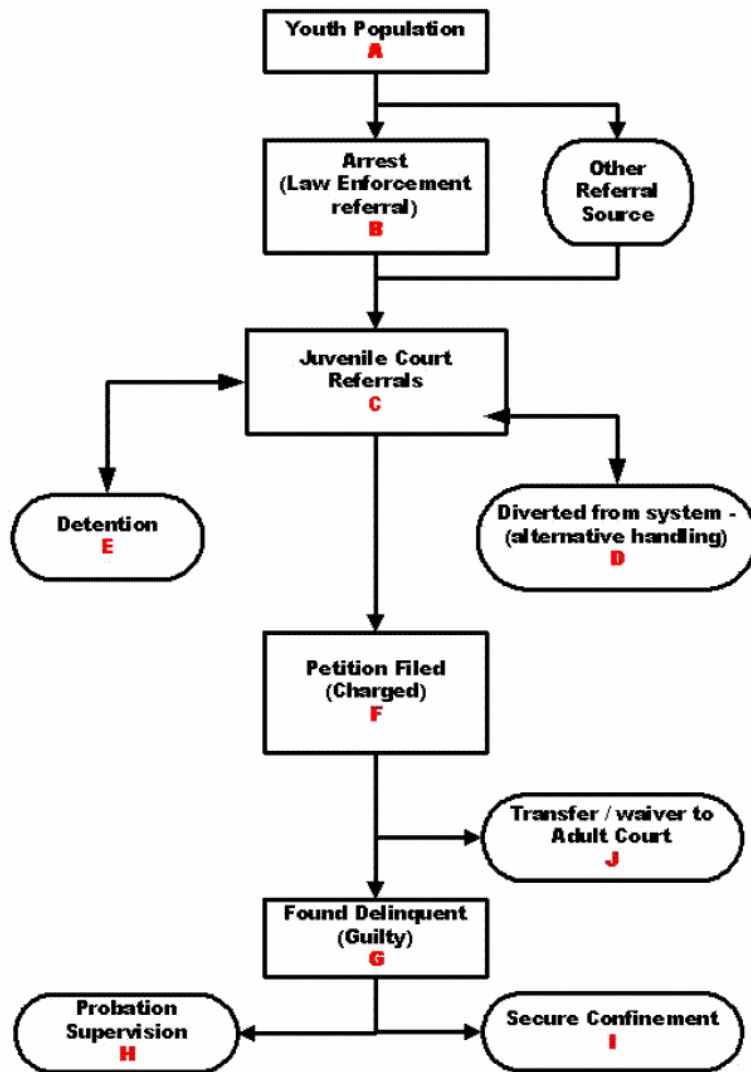 Youth Population
A
Arrest
(Law Enforcement
referral)
B
Other
Referral
Source
Juvenile Court
Referrals
C
Detention
E
Diverted from system -
(alternative handling)
D
Petition Filed
(Charged)
F
Transfer / waiver to
Adult Court
J
Found Delinquent
(Guilty)
G
Probation
Supervision
H
Secure Confinement
I